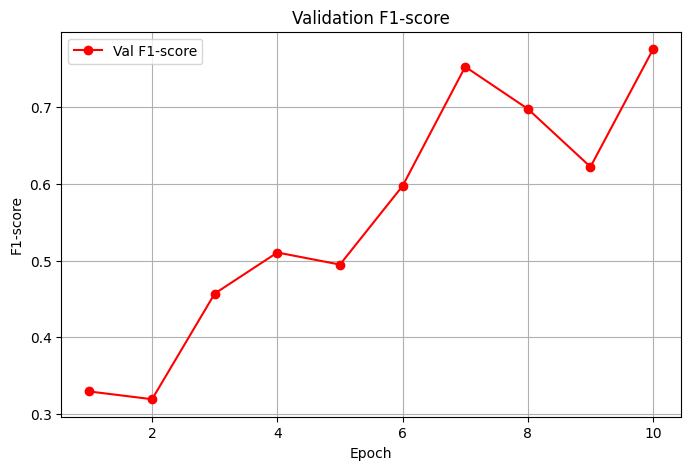 Validation F1-score
Val F1-score
F1-score
0.7
0.6
0.5
0.4
0.3
2 4 6 8 10
Epoch